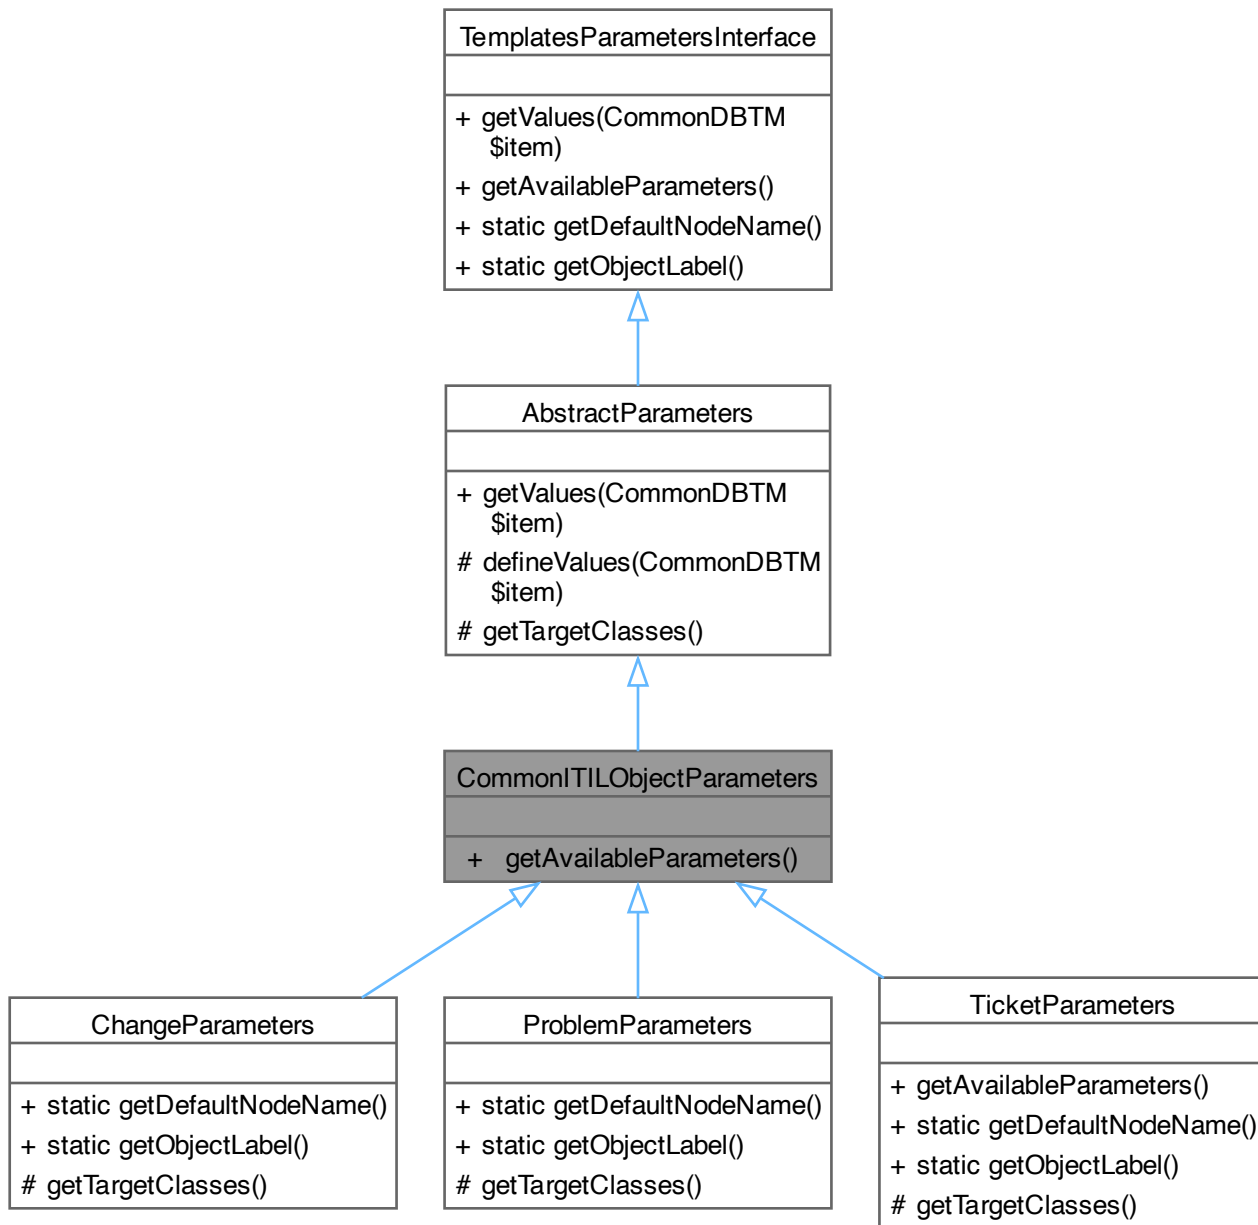 TemplatesParametersInterface
+ getValues(CommonDBTM
$item)
+ getAvailableParameters()
+ static getDefaultNodeName()
+ static getObjectLabel()
AbstractParameters
+ getValues(CommonDBTM
$item)
# defineValues(CommonDBTM
$item)
# getTargetClasses()
CommonITILObjectParameters
+ getAvailableParameters()
ChangeParameters
+ static getDefaultNodeName()
+ static getObjectLabel()
# getTargetClasses()
ProblemParameters
+ static getDefaultNodeName()
+ static getObjectLabel()
# getTargetClasses()
TicketParameters
+ getAvailableParameters()
+ static getDefaultNodeName()
+ static getObjectLabel()
# getTargetClasses()